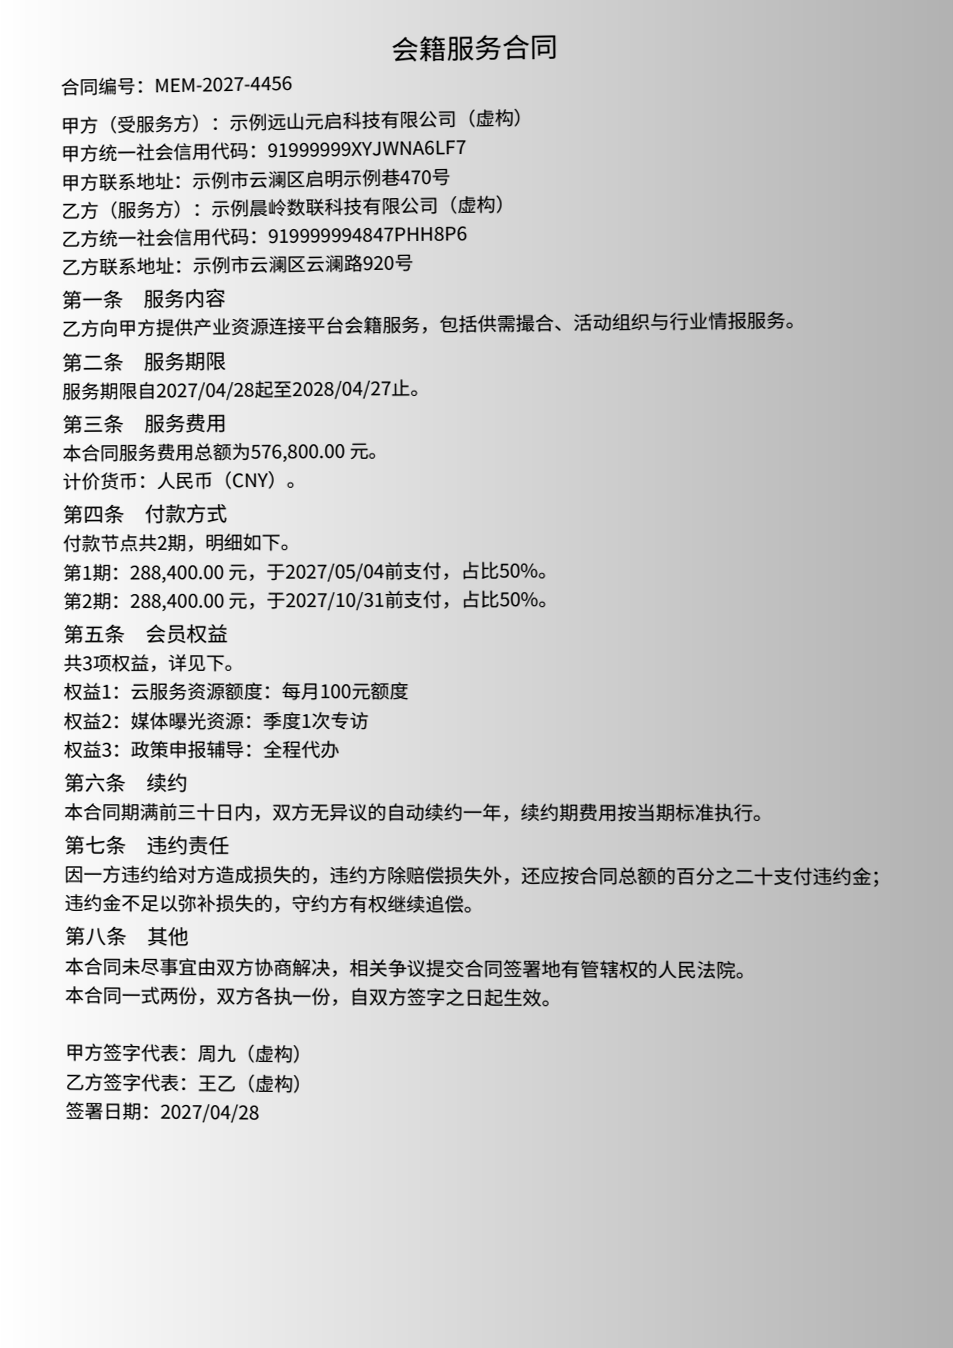 会籍服务合同
合同编号：MEM-2027-4456
甲方（受服务方）：示例远山元启科技有限公司（虚构）
甲方统一社会信用代码：91999999XYJWNA6LF7
甲方联系地址：示例市云澜区启明示例巷470号
乙方（服务方）：示例晨岭数联科技有限公司（虚构）
乙方统一社会信用代码：919999994847PHH8P6
乙方联系地址：示例市云澜区云澜路920号
第一条　服务内容
乙方向甲方提供产业资源连接平台会籍服务，包括供需撮合、活动组织与行业情报服务。
第二条　服务期限
服务期限自2027/04/28起至2028/04/27止。
第三条　服务费用
本合同服务费用总额为576,800.00 元。
计价货币：人民币（CNY）。
第四条　付款方式
付款节点共2期，明细如下。
第1期：288,400.00 元，于2027/05/04前支付，占比50%。
第2期：288,400.00 元，于2027/10/31前支付，占比50%。
第五条　会员权益
共3项权益，详见下。
权益1：云服务资源额度：每月100元额度
权益2：媒体曝光资源：季度1次专访
权益3：政策申报辅导：全程代办
第六条　续约
本合同期满前三十日内，双方无异议的自动续约一年，续约期费用按当期标准执行。
第七条　违约责任
因一方违约给对方造成损失的，违约方除赔偿损失外，还应按合同总额的百分之二十支付违约金；
违约金不足以弥补损失的，守约方有权继续追偿。
第八条　其他
本合同未尽事宜由双方协商解决，相关争议提交合同签署地有管辖权的人民法院。
本合同一式两份，双方各执一份，自双方签字之日起生效。
甲方签字代表：周九（虚构）
乙方签字代表：王乙（虚构）
签署日期：2027/04/28